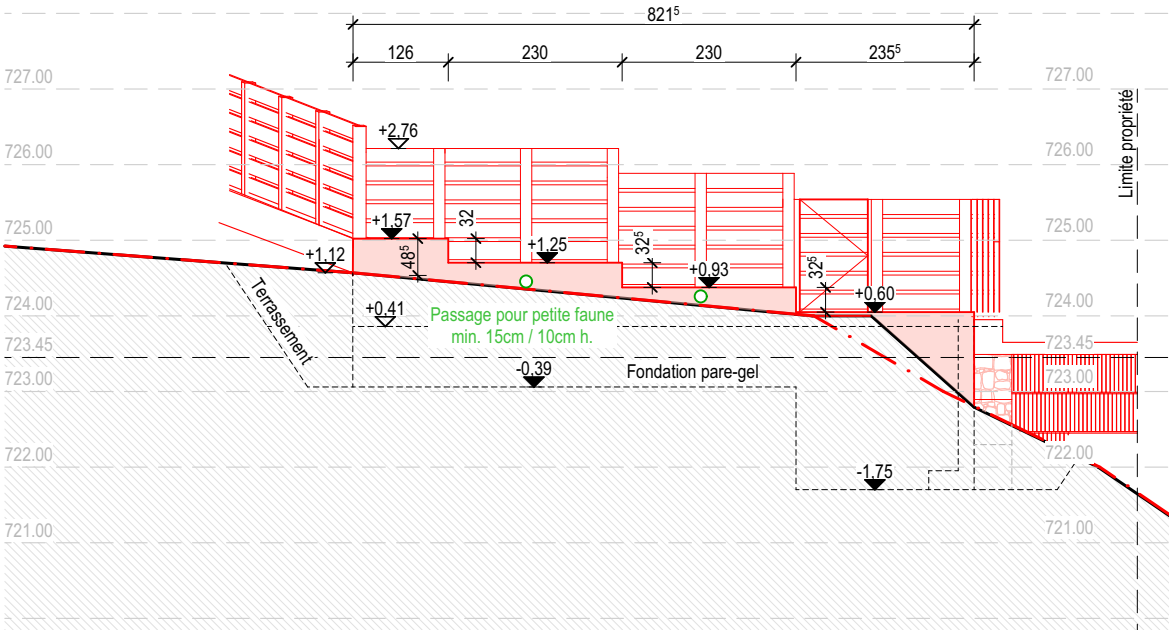 821⁵
126 230 230 235⁵
727.00 727.00
Limite propriété
+2,76
726.00 726.00
+1,57 32
725.00 725.00
+1,12 48⁵ +1,25 32⁵ +0,93 32⁵
+0,60
724.00 724.00
Terrassement
+0,41
Passage pour petite faune
min. 15cm / 10cm h.
723.45 723.45
-0,39 Fondation pare-gel
723.00 723.00
722.00 722.00
-1,75
721.00 721.00